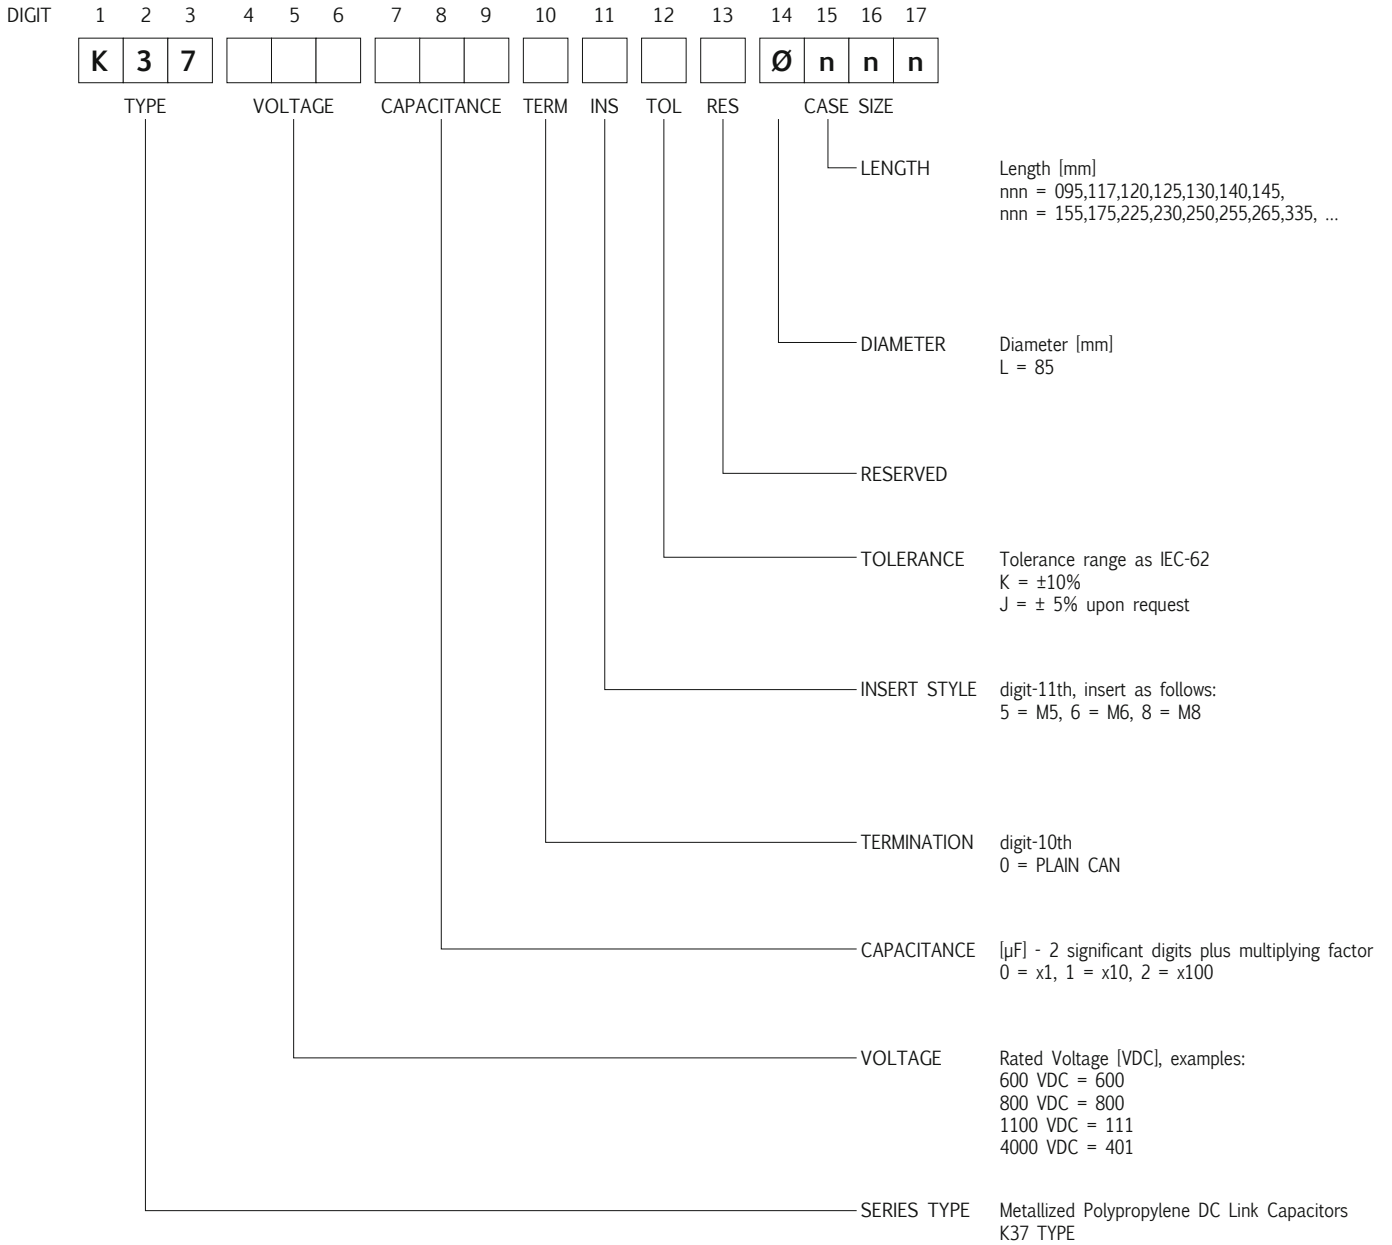 DIGIT 1 2 3 4 5 6 7 8 9 10 11 12 13 14 15 16 17
K 3 7 Ø n n n
TYPE VOLTAGE CAPACITANCE TERM INS TOL RES CASE SIZE
LENGTH Length [mm]
nnn = 095,117,120,125,130,140,145,
nnn = 155,175,225,230,250,255,265,335, ...
DIAMETER Diameter [mm]
L = 85
RESERVED
TOLERANCE Tolerance range as IEC-62
K = ±10%
J = ± 5% upon request
INSERT STYLE digit-11th, insert as follows:
5 = M5, 6 = M6, 8 = M8
TERMINATION digit-10th
0 = PLAIN CAN
CAPACITANCE [µF] - 2 significant digits plus multiplying factor
0 = x1, 1 = x10, 2 = x100
VOLTAGE Rated Voltage [VDC], examples:
600 VDC = 600
800 VDC = 800
1100 VDC = 111
4000 VDC = 401
SERIES TYPE Metallized Polypropylene DC Link Capacitors
K37 TYPE